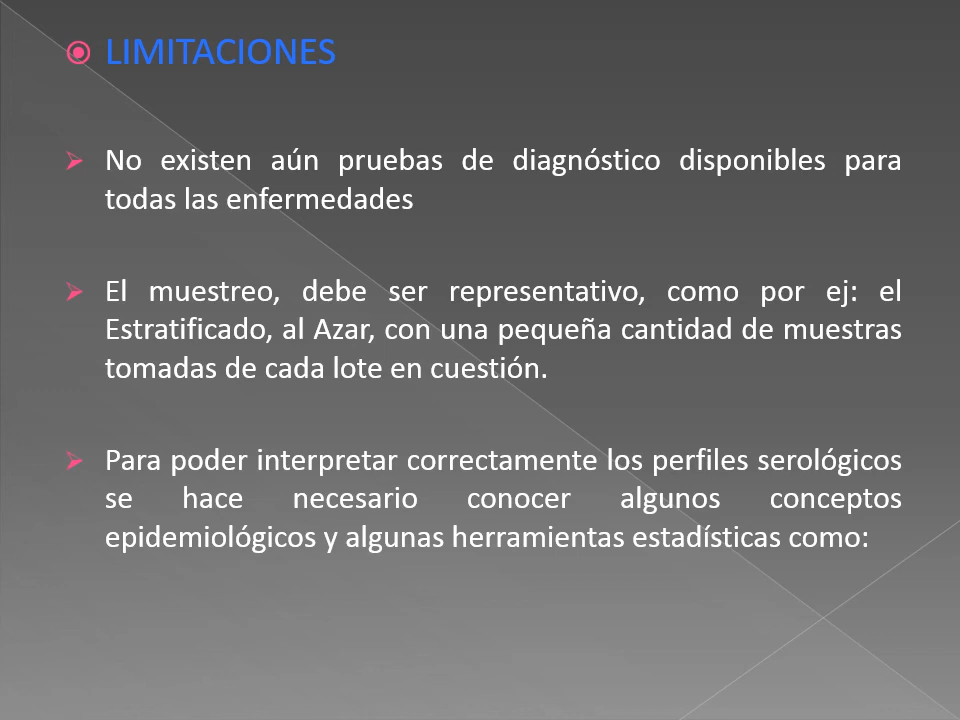 LIMITACIONES
No existen aún pruebas de diagnóstico disponibles para
todas las enfermedades
El muestreo, debe ser representativo, como por ej: el
Estratificado, al Azar, con una pequeña cantidad de muestras
tomadas de cada lote en cuestión.
Para poder interpretar correctamente los perfiles serológicos
se hace necesario conocer algunos conceptos
epidemiológicos y algunas herramientas estadísticas como: